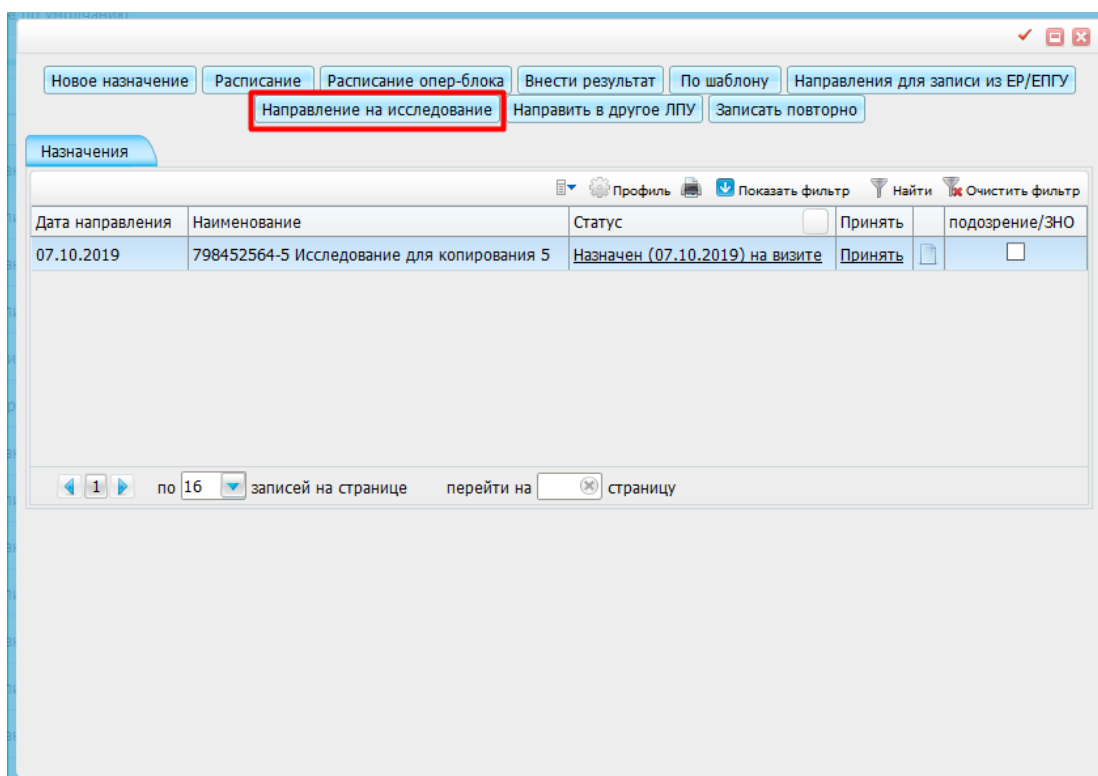 Новое назначение Расписание Расписание опер-блока Внести результат По шаблону Направления для записи из ЕР/ЕПГУ
Направление на исследование Направить в другое ЛПУ Записать повторно
Назначения
Профиль Показать фильтр Найти Очистить фильтр
Дата направления Наименование Статус Принять подозрение/ЗНО
07.10.2019 798452564-5 Исследование для копирования 5 Назначен (07.10.2019) на визите Принять
1 по 16 записей на странице перейти на страницу